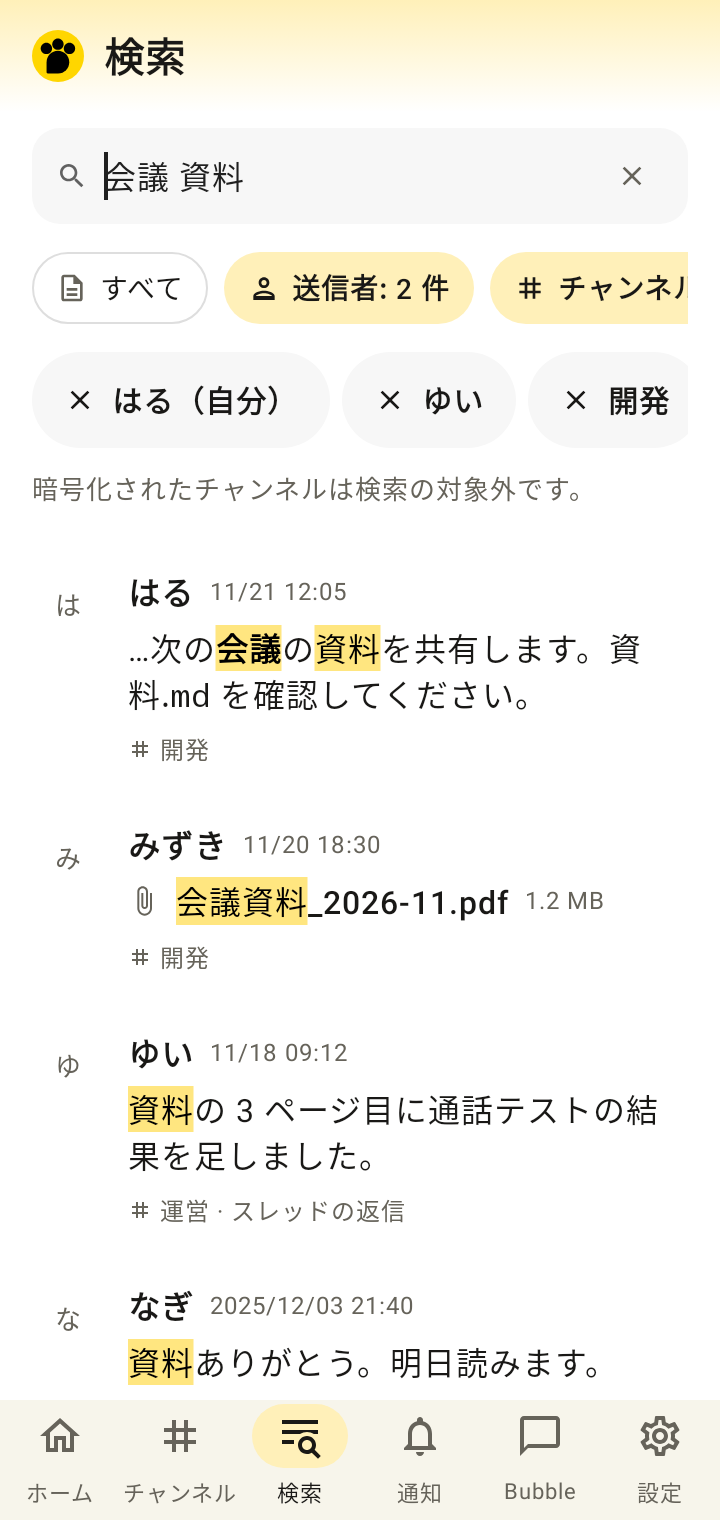 検索
会議 資料
すべて
送信者: 2 件
チャンネル
はる（自分）
ゆい
開発
暗号化されたチャンネルは検索の対象外です。
は
はる 11/21 12:05
…次の会議の資料を共有します。資
料.md を確認してください。
# 開発
み
みずき 11/20 18:30
会議資料_2026-11.pdf 1.2 MB
# 開発
ゆ
ゆい 11/18 09:12
資料の 3 ページ目に通話テストの結
果を足しました。
# 運営 · スレッドの返信
な
なぎ 2025/12/03 21:40
資料ありがとう。明日読みます。
ホーム
チャンネル
検索
通知
Bubble
設定